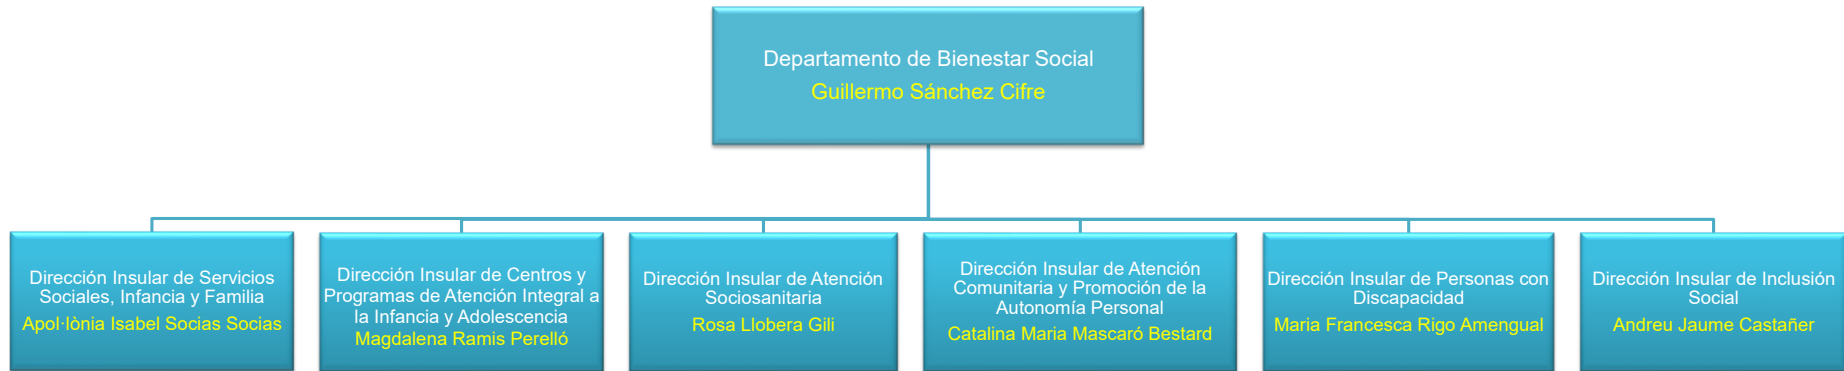 Departamento de Bienestar Social
Guillermo Sánchez Cifre
Dirección Insular de Servicios
Sociales, Infancia y Familia
Apol·lònia Isabel Socias Socias
Dirección Insular de Centros y
Programas de Atención Integral a
la Infancia y Adolescencia
Magdalena Ramis Perelló
Dirección Insular de Atención
Sociosanitaria
Rosa Llobera Gili
Dirección Insular de Atención
Comunitaria y Promoción de la
Autonomía Personal
Catalina Maria Mascaró Bestard
Dirección Insular de Personas con
Discapacidad
Maria Francesca Rigo Amengual
Dirección Insular de Inclusión
Social
Andreu Jaume Castañer